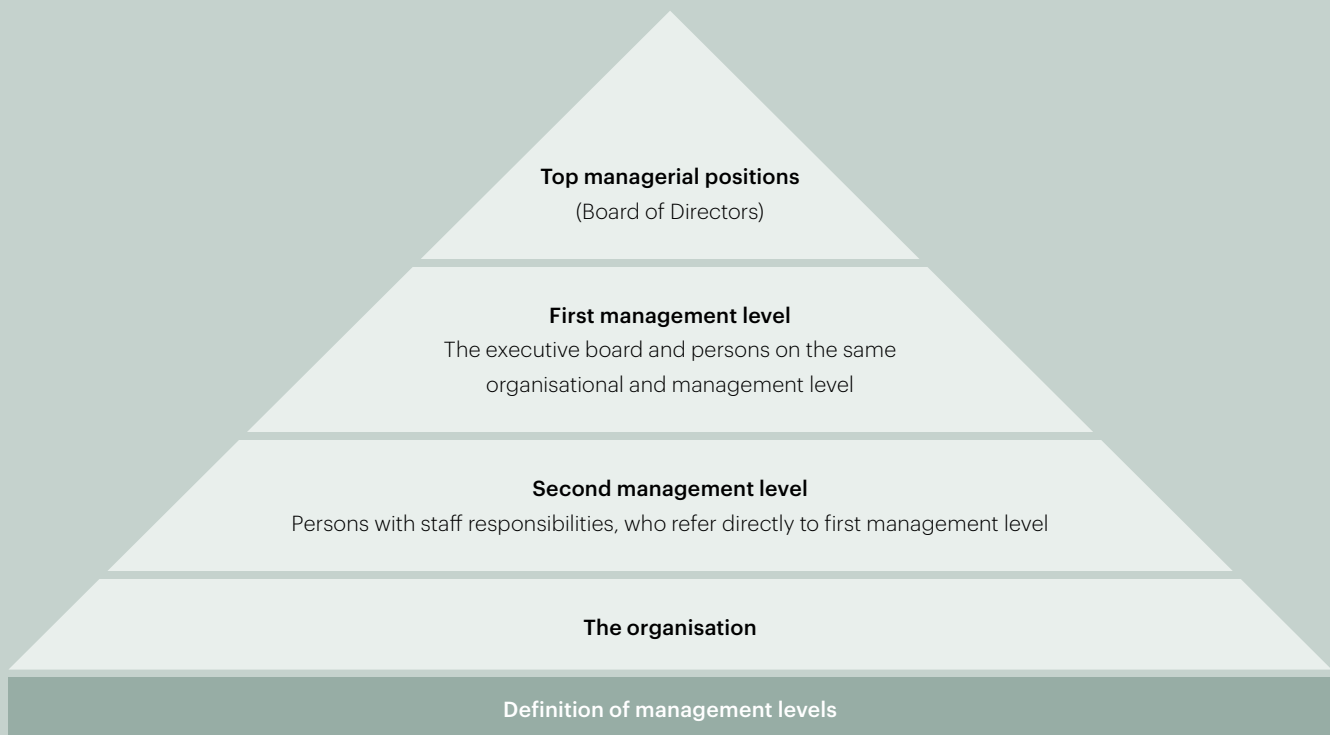 Top managerial positions
(Board of Directors)
First management level
The executive board and persons on the same
organisational and management level
Second management level
Persons with staff responsibilities, who refer directly to first management level
The organisation
Definition of management levels